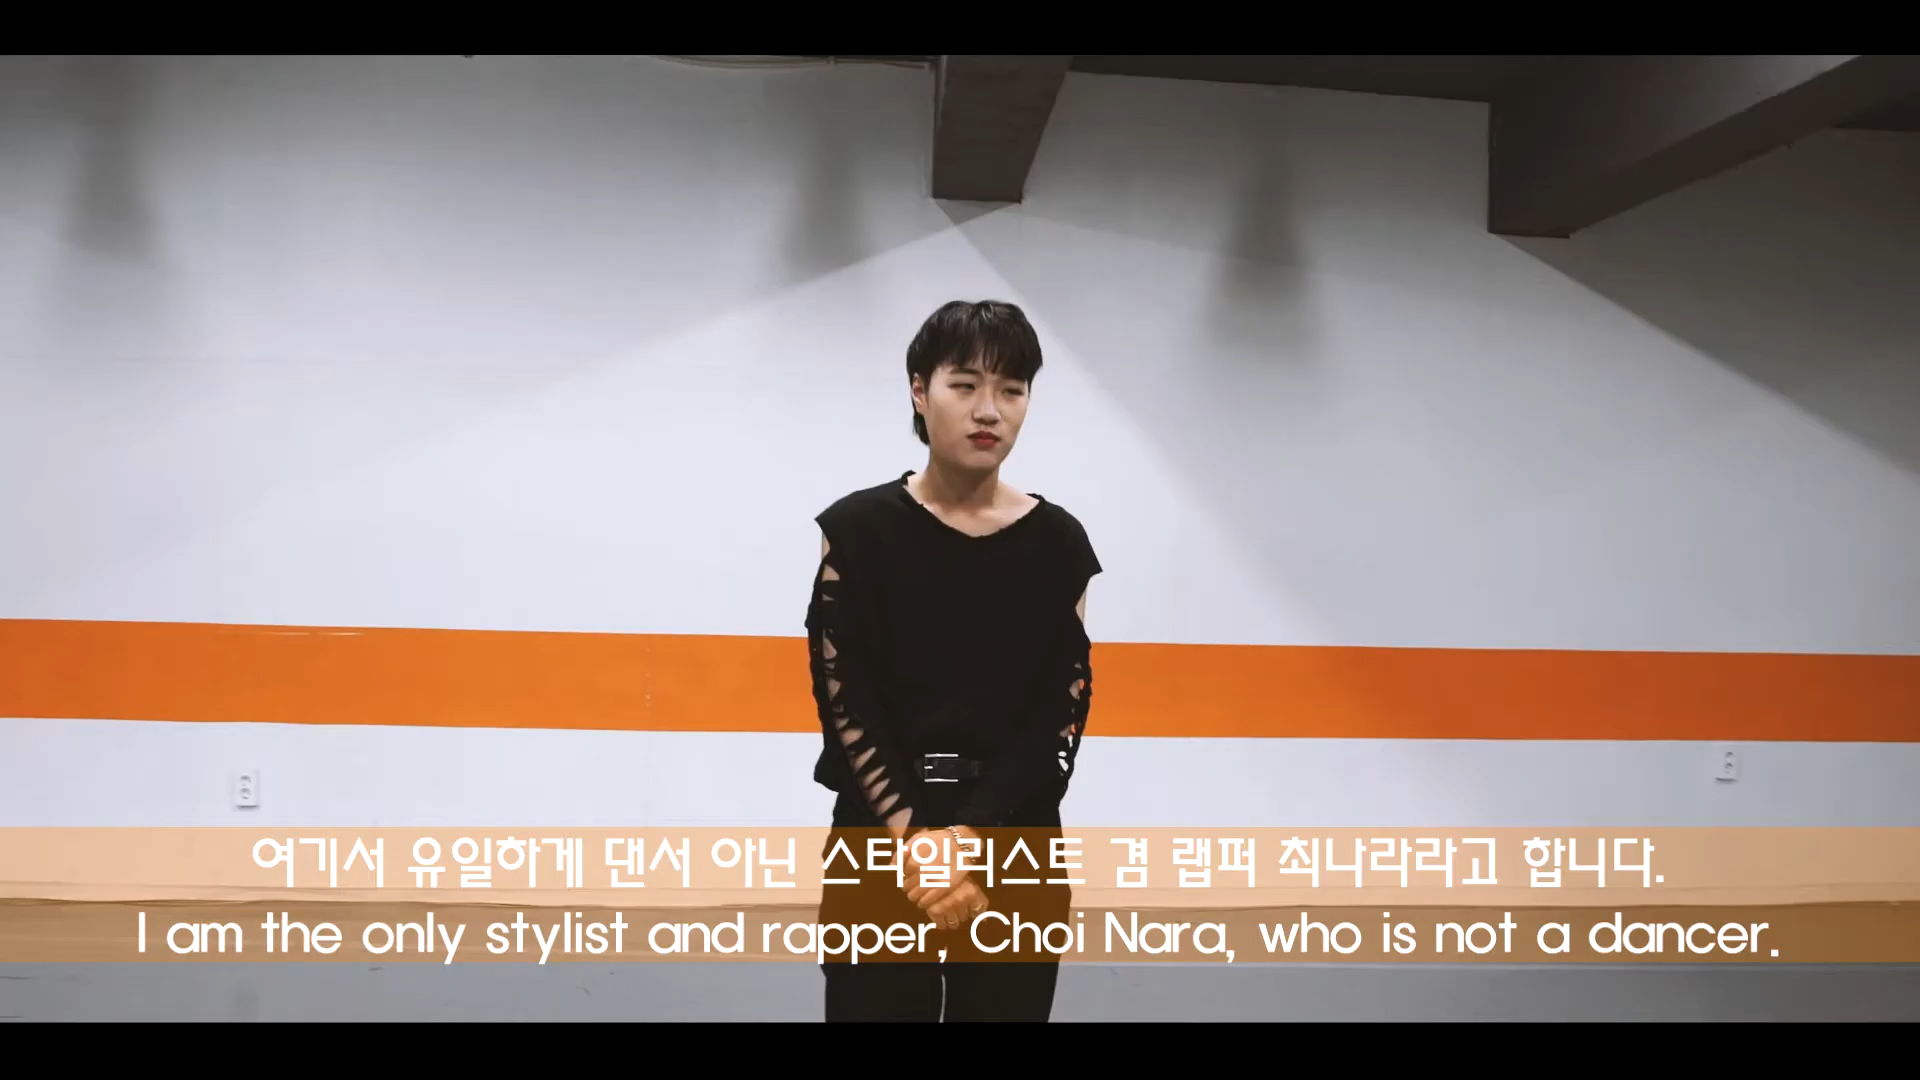 여기서 유일하게 댄서 아닌 스타일리스트 겸 랩퍼 최나라라고 합니다.
I am the only stylist and rapper, Choi Nara, who is not a dancer.